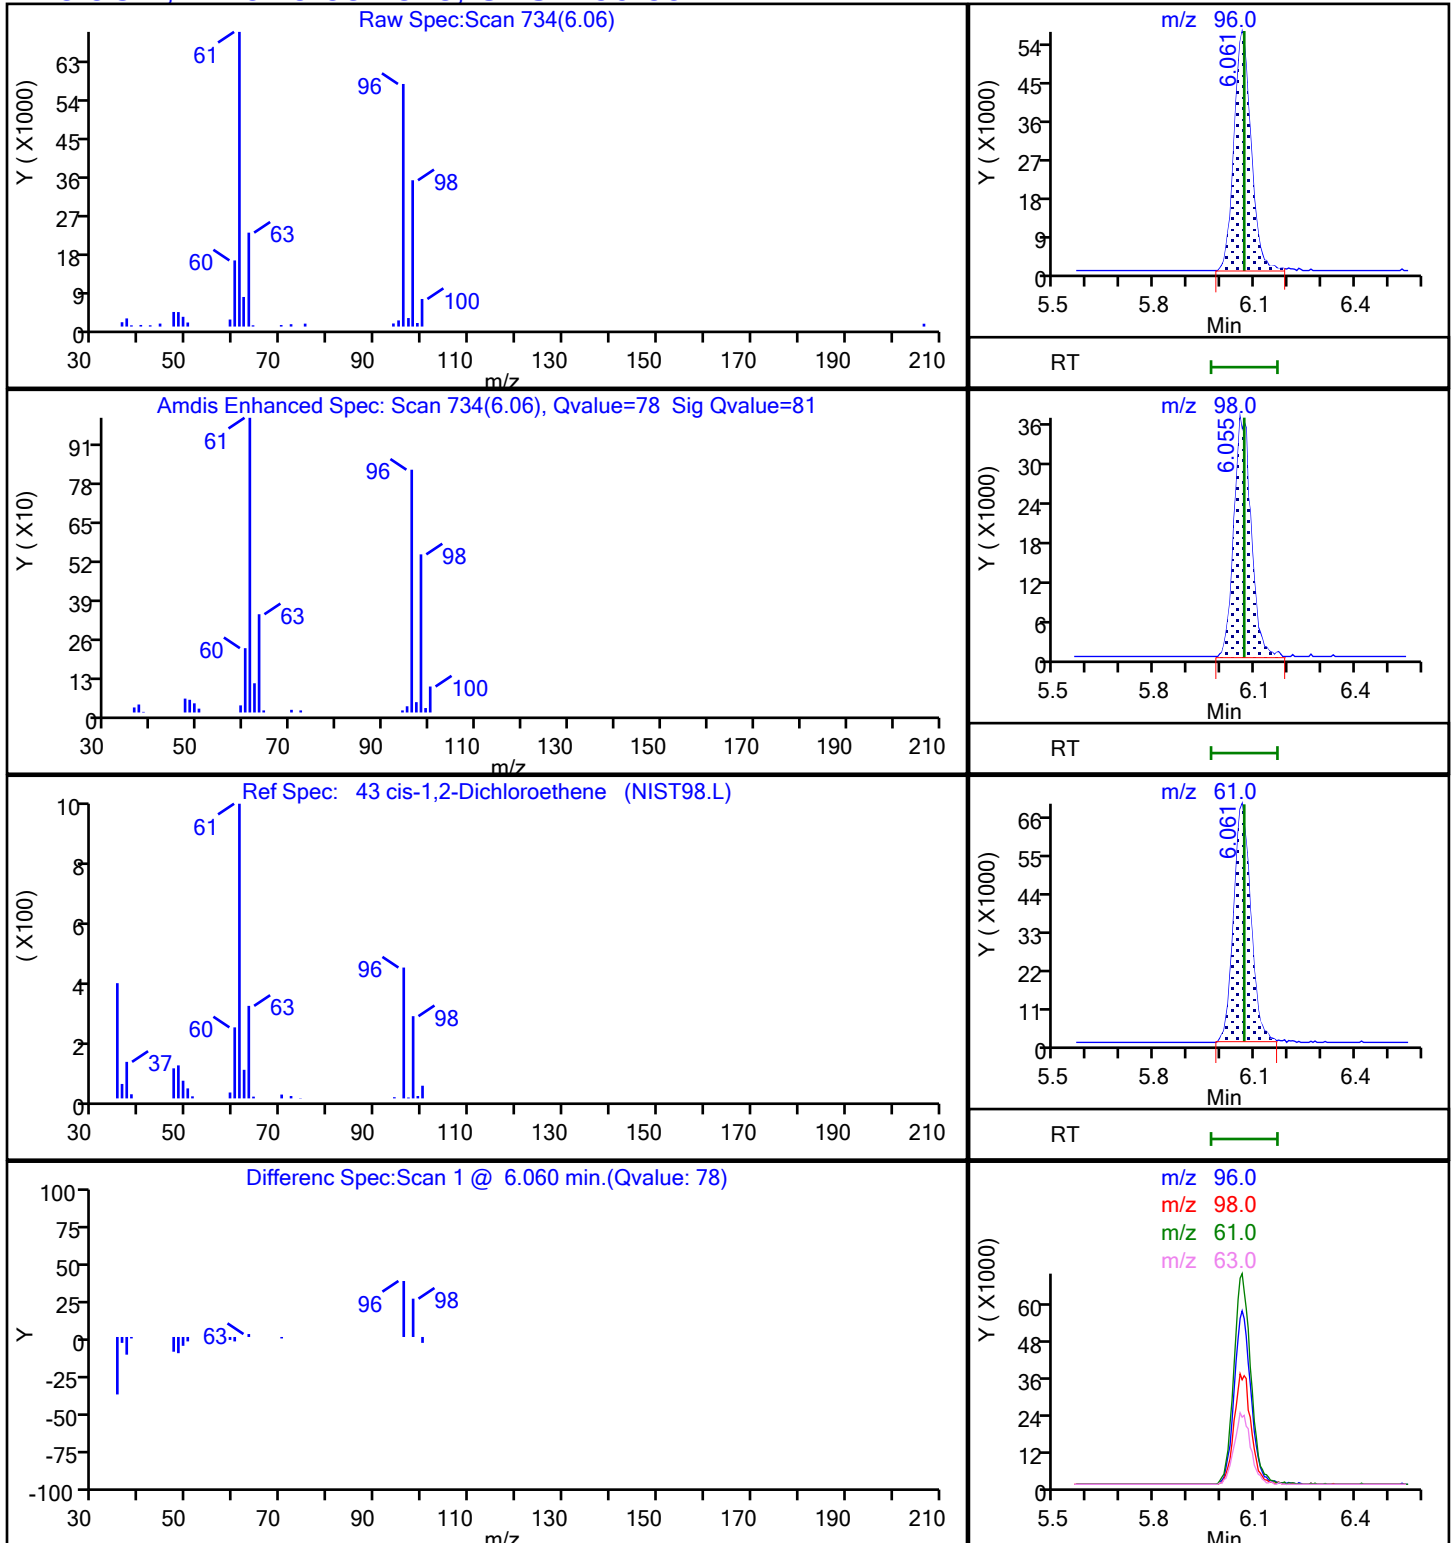 Raw Spec:Scan 734(6.06)
Y ( X1000)
63
54
45
36
27
18
9
0
61
96
98
63
60
100
30 50 70 90 110 130 150 170 190 210
m/z
m/z 96.0
Y ( X1000)
54
45
36
27
18
9
0
6.061
5.5 5.8 6.1 6.4
Min
RT
Amdis Enhanced Spec: Scan 734(6.06), Qvalue=78 Sig Qvalue=81
Y ( X10)
91
78
65
52
39
26
13
0
61
96
98
63
60
100
30 50 70 90 110 130 150 170 190 210
m/z
m/z 98.0
Y ( X1000)
36
30
24
18
12
6
0
6.055
5.5 5.8 6.1 6.4
Min
RT
Ref Spec: 43 cis-1,2-Dichloroethene (NIST98.L)
( X100)
10
8
6
4
2
0
61
96
98
63
60
37
30 50 70 90 110 130 150 170 190 210
m/z 61.0
Y ( X1000)
66
55
44
33
22
11
0
6.061
5.5 5.8 6.1 6.4
Min
RT
Differenc Spec:Scan 1 @ 6.060 min.(Qvalue: 78)
Y
100
75
50
25
0
-25
-50
-75
-100
63
96
98
30 50 70 90 110 130 150 170 190 210
m/z
m/z 96.0
m/z 98.0
m/z 61.0
m/z 63.0
Y ( X1000)
60
48
36
24
12
0
5.5 5.8 6.1 6.4
Min